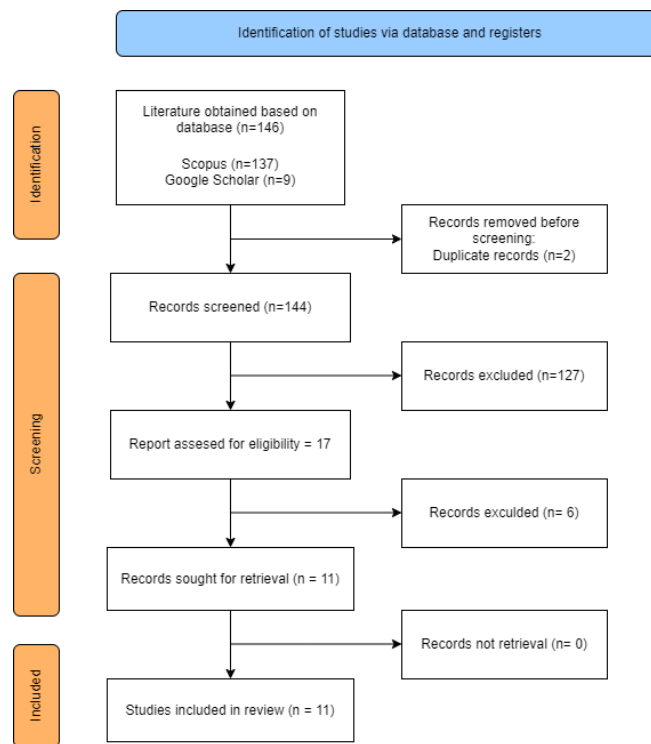 Identification of studies via database and registers
Identification
Literature obtained based on
database (n=146)
Scopus (n=137)
Google Scholar (n=9)
Records removed before
screening:
Duplicate records (n=2)
Screening
Records screened (n=144)
Records excluded (n=127)
Report assesed for eligibility = 17
Records exculded (n= 6)
Records sought for retrieval (n = 11)
Records not retrieval (n= 0)
Included
Studies included in review (n = 11)